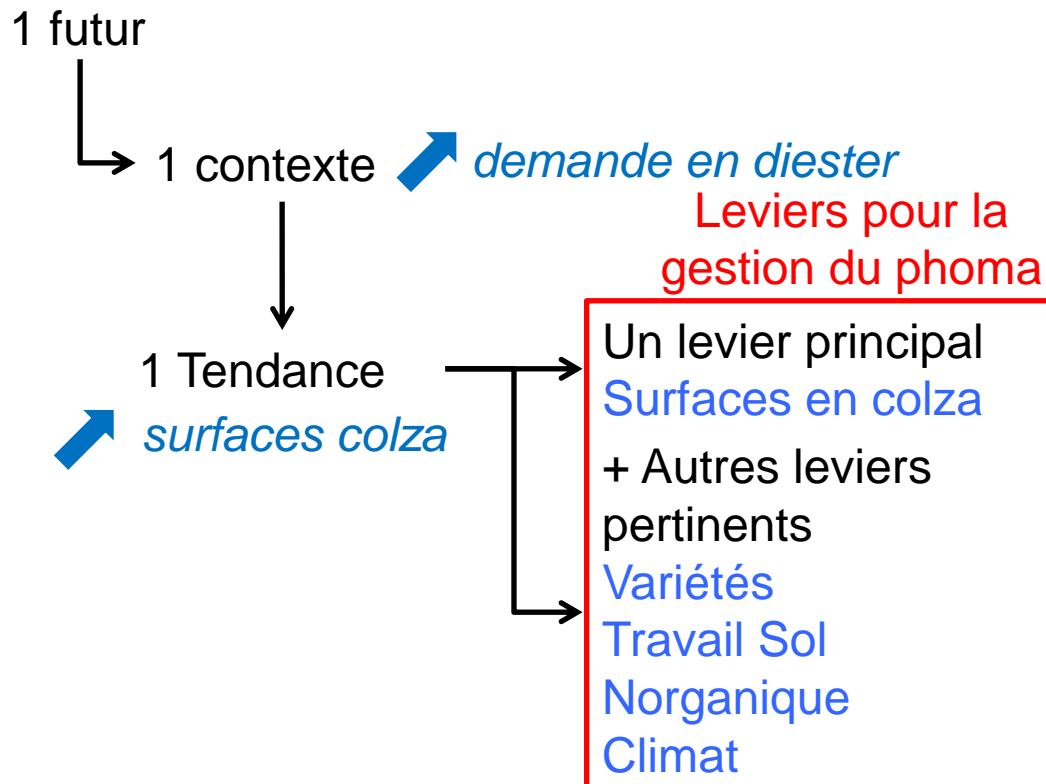 1 futur
1 contexte
demande en diester
Leviers pour la
gestion du phoma
1 Tendance
surfaces colza
Un levier principal
Surfaces en colza
+ Autres leviers
pertinents
Variétés
Travail Sol
Norganique
Climat